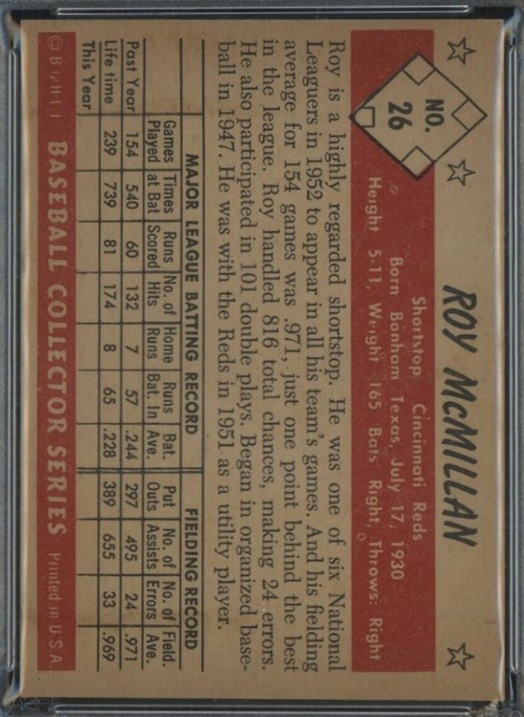 NO.
26
ROY McMILLAN
Shortstop Cincinnati Reds
Born Bonham Texas, July 17, 1930
Height 5-11, Weight 165 Bats Right, Throws: Right
Roy is a highly regarded shortstop. He was one of six National
Leaguers in 1952 to appear in all his team's games. And his fielding
average for 154 games was .971, just one point behind the best
in the league. Roy handled 816 total chances, making 24 errors.
He also participated in 101 double plays. Began in organized base-
ball in 1947. He was with the Reds in 1951 as a utility player.
MAJOR LEAGUE BATTING RECORD FIELDING RECORD
Games Times Runs No. of Home Runs Bat. Put No. of No. of Field.
Played at Bat Scored Hits Runs Bat. In Ave. Outs Assists Errors Ave.
Past Year 154 540 60 132 7 57 .244 297 495 24 .971
Life time 239 739 81 174 8 65 .228 389 655 33 .969
This Year
BASEBALL COLLECTOR SERIES Printed in U.S.A.